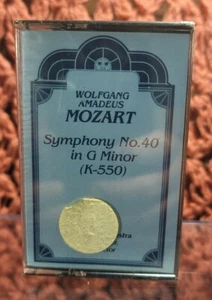 WOLFGANG
AMADEUS
MOZART
Symphony No.40
in G Minor
(K-550)